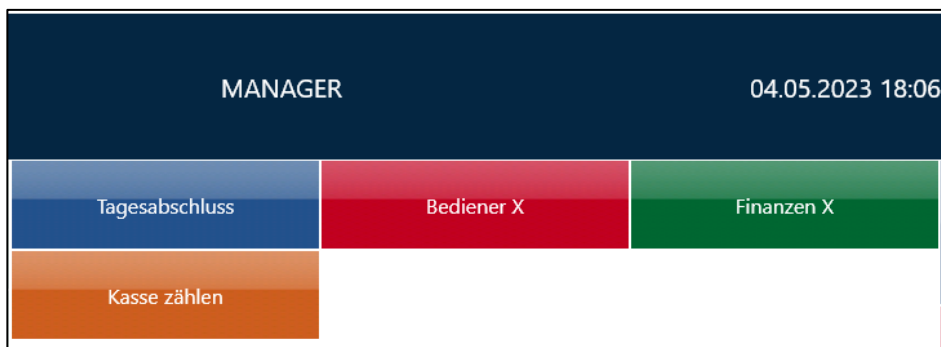 MANAGER 04.05.2023 18:06
Tagesabschluss Bediener X Finanzen X
Kasse zählen